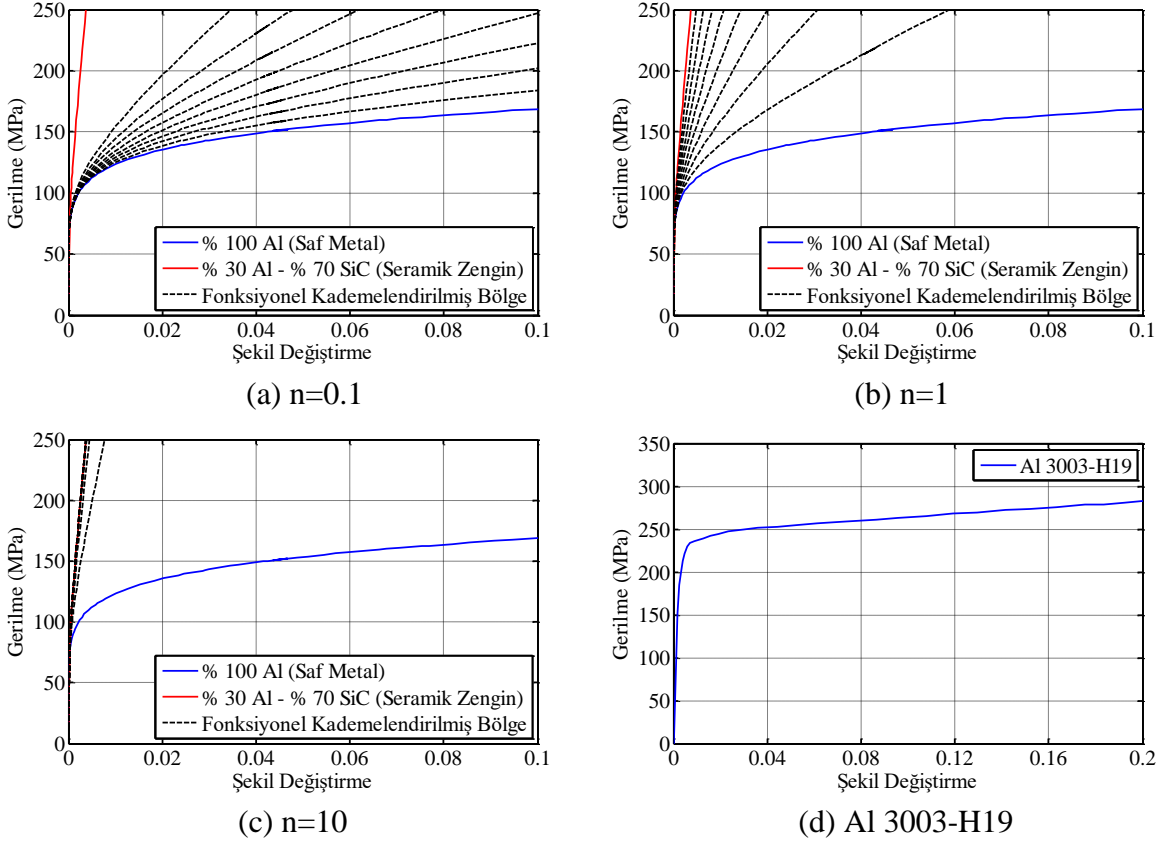 250
200
150
100
50
0
Gerilme (MPa)
% 100 Al (Saf Metal)
% 30 Al - % 70 SiC (Seramik Zengin)
Fonksiyonel Kademelendirilmiş Bölge
0 0.02 0.04 0.06 0.08 0.1
Şekil Değiştirme
(a) n=0.1
250
200
150
100
50
0
Gerilme (MPa)
% 100 Al (Saf Metal)
% 30 Al - % 70 SiC (Seramik Zengin)
Fonksiyonel Kademelendirilmiş Bölge
0 0.02 0.04 0.06 0.08 0.1
Şekil Değiştirme
(b) n=1
250
200
150
100
50
0
Gerilme (MPa)
% 100 Al (Saf Metal)
% 30 Al - % 70 SiC (Seramik Zengin)
Fonksiyonel Kademelendirilmiş Bölge
0 0.02 0.04 0.06 0.08 0.1
Şekil Değiştirme
(c) n=10
350
300
250
200
150
100
50
0
Gerilme (MPa)
Al 3003-H19
0 0.04 0.08 0.12 0.16 0.2
Şekil Değiştirme
(d) Al 3003-H19